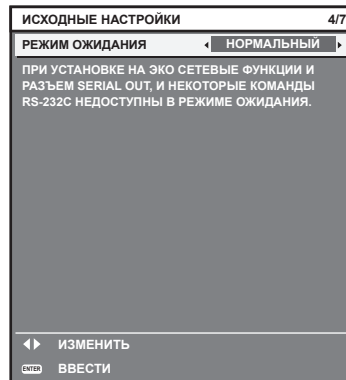 ИСХОДНЫЕ НАСТРОЙКИ 4/7
РЕЖИМ ОЖИДАНИЯ НОРМАЛЬНЫЙ
ПРИ УСТАНОВКЕ НА ЭКО СЕТЕВЫЕ ФУНКЦИИ И
РАЗЪЕМ SERIAL OUT, И НЕКОТОРЫЕ КОМАНДЫ
RS-232C НЕДОСТУПНЫ В РЕЖИМЕ ОЖИДАНИЯ.
ИЗМЕНИТЬ
ENTER ВВЕСТИ